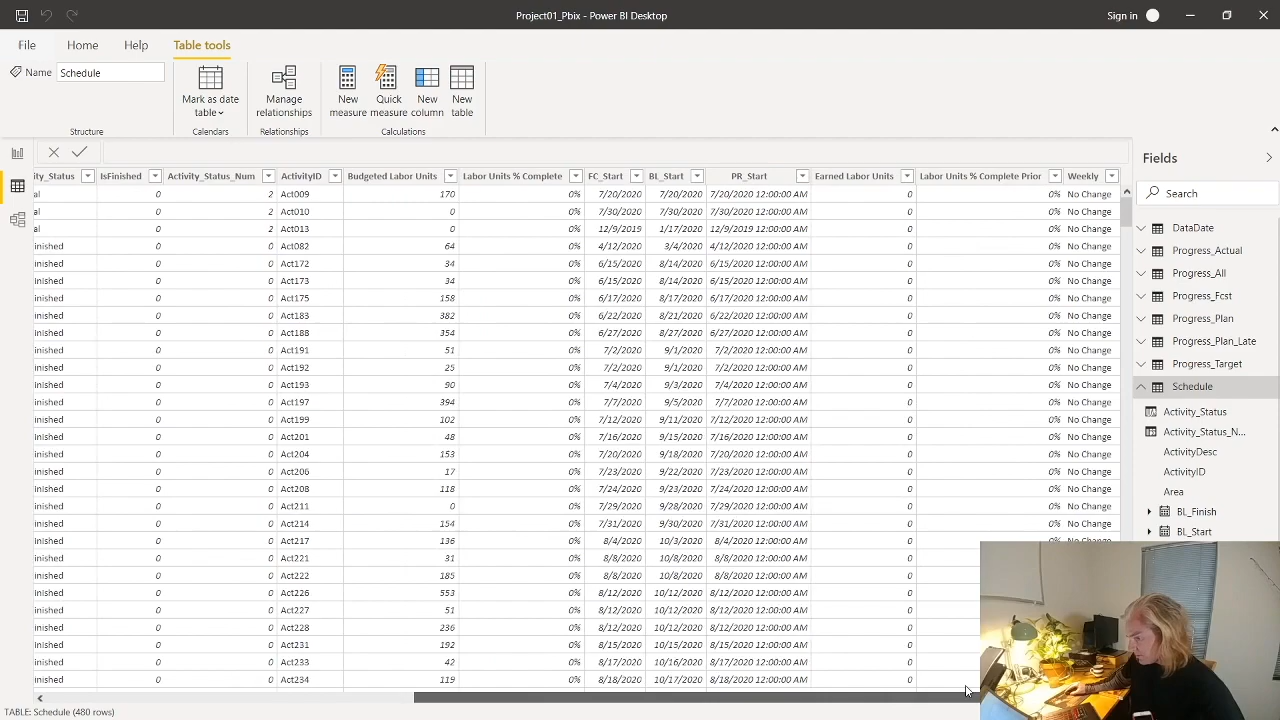 Project01_Pbix - Power BI Desktop
Sign in
File Home Help Table tools
Name Schedule
Mark as date table
Manage relationships
New measure
Quick measure
New column
New table
Structure Calendars Relationships Calculations
ity_Status IsFinished Activity_Status_Num ActivityID Budgeted Labor Units Labor Units % Complete FC_Start BL_Start PR_Start Earned Labor Units Labor Units % Complete Prior Weekly
al 0 2 Act009 170 0% 7/20/2020 7/20/2020 7/20/2020 12:00:00 AM 0 0% No Change
al 0 2 Act010 0 0% 7/30/2020 7/30/2020 7/30/2020 12:00:00 AM 0 0% No Change
al 0 2 Act013 0 0% 12/9/2019 1/17/2020 12/9/2019 12:00:00 AM 0 0% No Change
inished 0 0 Act082 64 0% 4/12/2020 3/4/2020 4/12/2020 12:00:00 AM 0 0% No Change
inished 0 0 Act172 34 0% 6/15/2020 8/14/2020 6/15/2020 12:00:00 AM 0 0% No Change
inished 0 0 Act173 34 0% 6/15/2020 8/14/2020 6/15/2020 12:00:00 AM 0 0% No Change
inished 0 0 Act175 158 0% 6/17/2020 8/17/2020 6/17/2020 12:00:00 AM 0 0% No Change
inished 0 0 Act183 382 0% 6/22/2020 8/21/2020 6/22/2020 12:00:00 AM 0 0% No Change
inished 0 0 Act188 354 0% 6/27/2020 8/27/2020 6/27/2020 12:00:00 AM 0 0% No Change
inished 0 0 Act191 51 0% 7/2/2020 9/1/2020 7/2/2020 12:00:00 AM 0 0% No Change
inished 0 0 Act192 25 0% 7/2/2020 9/1/2020 7/2/2020 12:00:00 AM 0 0% No Change
inished 0 0 Act193 90 0% 7/4/2020 9/3/2020 7/4/2020 12:00:00 AM 0 0% No Change
inished 0 0 Act197 394 0% 7/7/2020 9/5/2020 7/7/2020 12:00:00 AM 0 0% No Change
inished 0 0 Act199 102 0% 7/12/2020 9/11/2020 7/12/2020 12:00:00 AM 0 0% No Change
inished 0 0 Act201 48 0% 7/16/2020 9/15/2020 7/16/2020 12:00:00 AM 0 0% No Change
inished 0 0 Act204 153 0% 7/20/2020 9/18/2020 7/20/2020 12:00:00 AM 0 0% No Change
inished 0 0 Act206 17 0% 7/23/2020 9/22/2020 7/23/2020 12:00:00 AM 0 0% No Change
inished 0 0 Act208 118 0% 7/24/2020 9/23/2020 7/24/2020 12:00:00 AM 0 0% No Change
inished 0 0 Act211 0 0% 7/29/2020 9/28/2020 7/29/2020 12:00:00 AM 0 0% No Change
inished 0 0 Act214 154 0% 7/31/2020 9/30/2020 7/31/2020 12:00:00 AM 0 0% No Change
inished 0 0 Act217 136 0% 8/4/2020 10/3/2020 8/4/2020 12:00:00 AM 0 0% No Change
inished 0 0 Act221 31 0% 8/8/2020 10/8/2020 8/8/2020 12:00:00 AM 0
inished 0 0 Act222 185 0% 8/8/2020 10/8/2020 8/8/2020 12:00:00 AM 0
inished 0 0 Act226 553 0% 8/12/2020 10/12/2020 8/12/2020 12:00:00 AM 0
inished 0 0 Act227 51 0% 8/12/2020 10/12/2020 8/12/2020 12:00:00 AM 0
inished 0 0 Act228 236 0% 8/12/2020 10/12/2020 8/12/2020 12:00:00 AM 0
inished 0 0 Act231 192 0% 8/15/2020 10/15/2020 8/15/2020 12:00:00 AM 0
inished 0 0 Act233 42 0% 8/17/2020 10/16/2020 8/17/2020 12:00:00 AM 0
inished 0 0 Act234 119 0% 8/18/2020 10/17/2020 8/18/2020 12:00:00 AM 0
Fields
Search
DataDate
Progress_Actual
Progress_All
Progress_Fcst
Progress_Plan
Progress_Plan_Late
Progress_Target
Schedule
Activity_Status
Activity_Status_N...
ActivityDesc
ActivityID
Area
BL_Finish
BL_Start
TABLE: Schedule (480 rows)